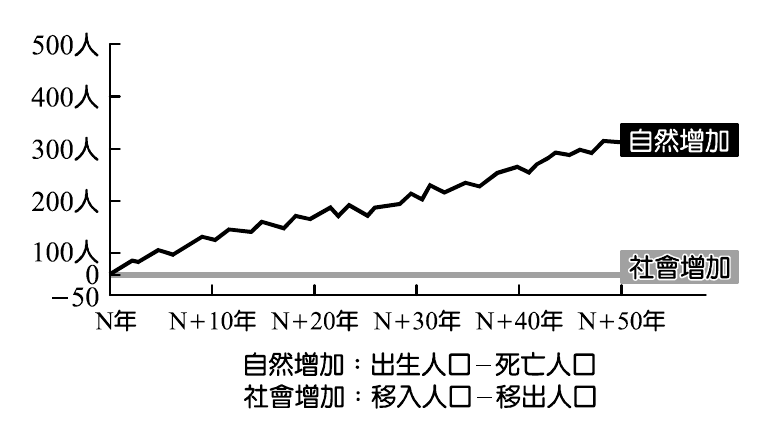 500人
400人
300人
200人
100人
0
−50
自然增加
社會增加
N年 N+10年 N+20年 N+30年 N+40年 N+50年
自然增加：出生人口－死亡人口
社會增加：移入人口－移出人口